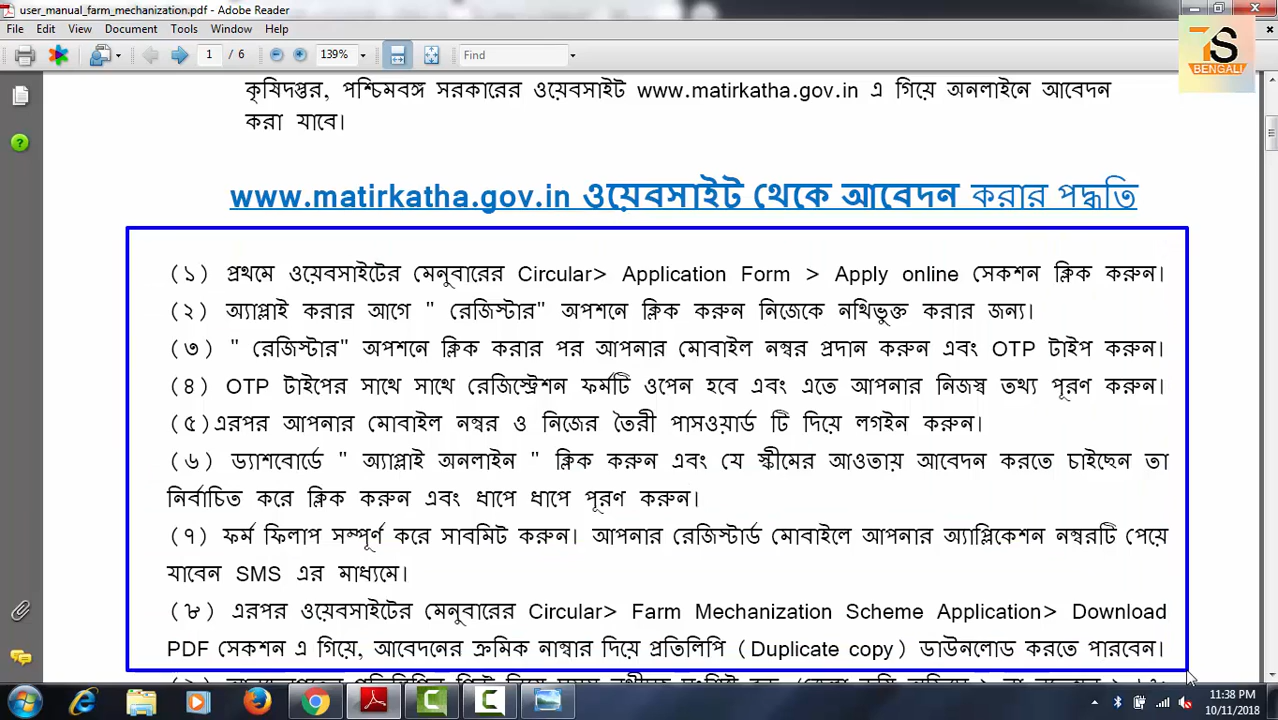 user_manual_farm_mechanization.pdf - Adobe Reader
File Edit View Document Tools Window Help
1 / 6 139% Find
7S
BENGALI
কৃষিদপ্তর, পশ্চিমবঙ্গ সরকারের ওয়েবসাইট www.matirkatha.gov.in এ গিয়ে অনলাইনে আবেদন
করা যাবে।
www.matirkatha.gov.in ওয়েবসাইট থেকে আবেদন করার পদ্ধতি
(১) প্রথমে ওয়েবসাইটের মেনুবারের Circular> Application Form > Apply online সেকশন ক্লিক করুন।
(২) অ্যাপ্লাই করার আগে " রেজিস্টার" অপশনে ক্লিক করুন নিজেকে নথিভুক্ত করার জন্য।
(৩) " রেজিস্টার" অপশনে ক্লিক করার পর আপনার মোবাইল নম্বর প্রদান করুন এবং OTP টাইপ করুন।
(৪) OTP টাইপের সাথে সাথে রেজিস্ট্রেশন ফর্মটি ওপেন হবে এবং এতে আপনার নিজস্ব তথ্য পূরণ করুন।
(৫)এরপর আপনার মোবাইল নম্বর ও নিজের তৈরী পাসওয়ার্ড টি দিয়ে লগইন করুন।
(৬) ড্যাশবোর্ডে " অ্যাপ্লাই অনলাইন " ক্লিক করুন এবং যে স্কীমের আওতায় আবেদন করতে চাইছেন তা
নির্বাচিত করে ক্লিক করুন এবং ধাপে ধাপে পূরণ করুন।
(৭) ফর্ম ফিলাপ সম্পূর্ণ করে সাবমিট করুন। আপনার রেজিস্টার্ড মোবাইলে আপনার অ্যাপ্লিকেশন নম্বরটি পেয়ে
যাবেন SMS এর মাধ্যমে।
(৮) এরপর ওয়েবসাইটের মেনুবারের Circular> Farm Mechanization Scheme Application> Download
PDF সেকশন এ গিয়ে, আবেদনের ক্রমিক নাম্বার দিয়ে প্রতিলিপি (Duplicate copy) ডাউনলোড করতে পারবেন।
11:38 PM
10/11/2018